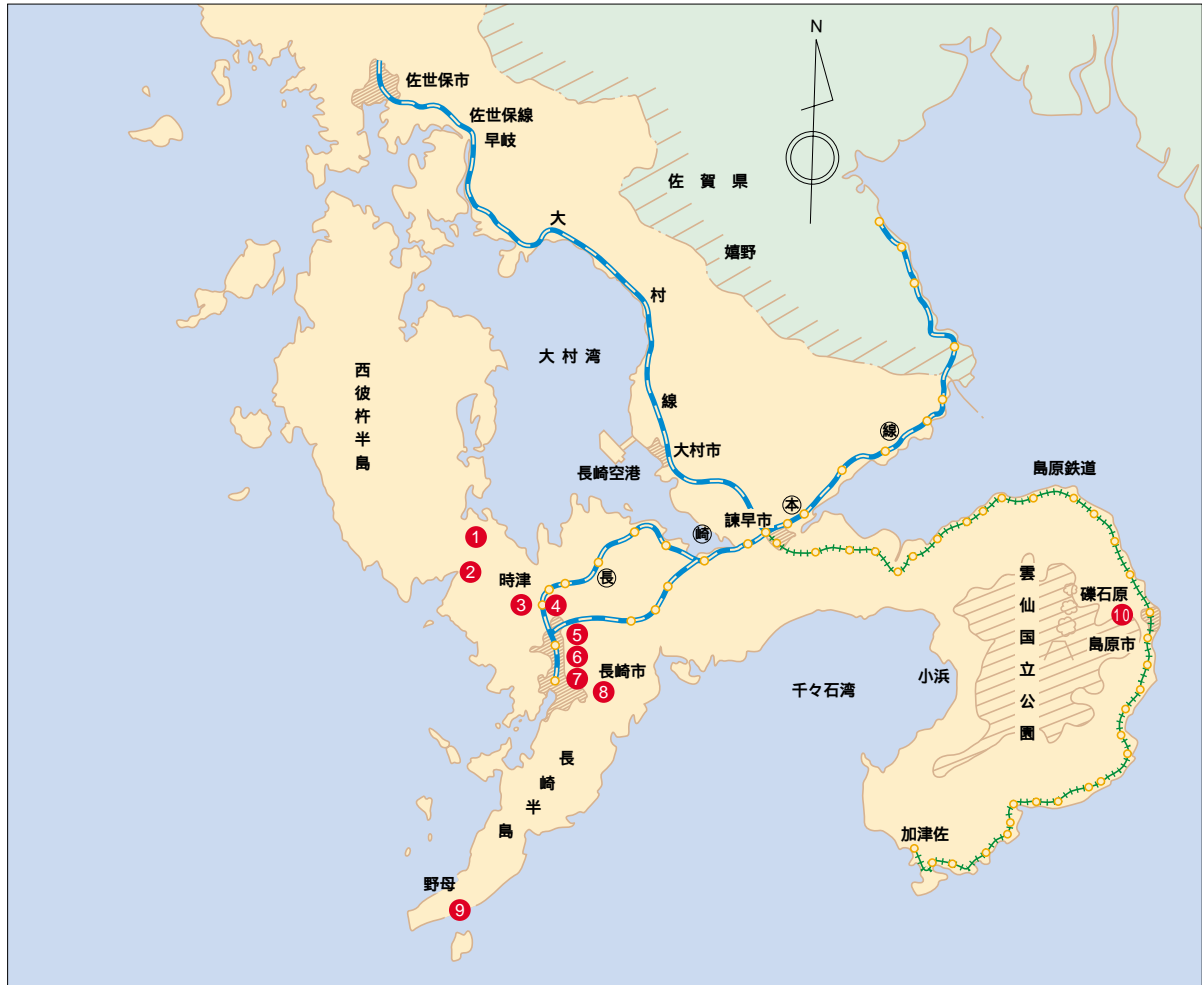 N
佐世保市
佐世保線
早岐
佐賀県
嬉野
大村線
大村湾
西彼杵半島
大村市
長崎空港
長崎本線
島原鉄道
諫早市
雲仙国立公園
礫石原
10
島原市
1
2
時津
3
4
5
6
7
長崎市
8
小浜
千々石湾
長崎半島
加津佐
野母
9